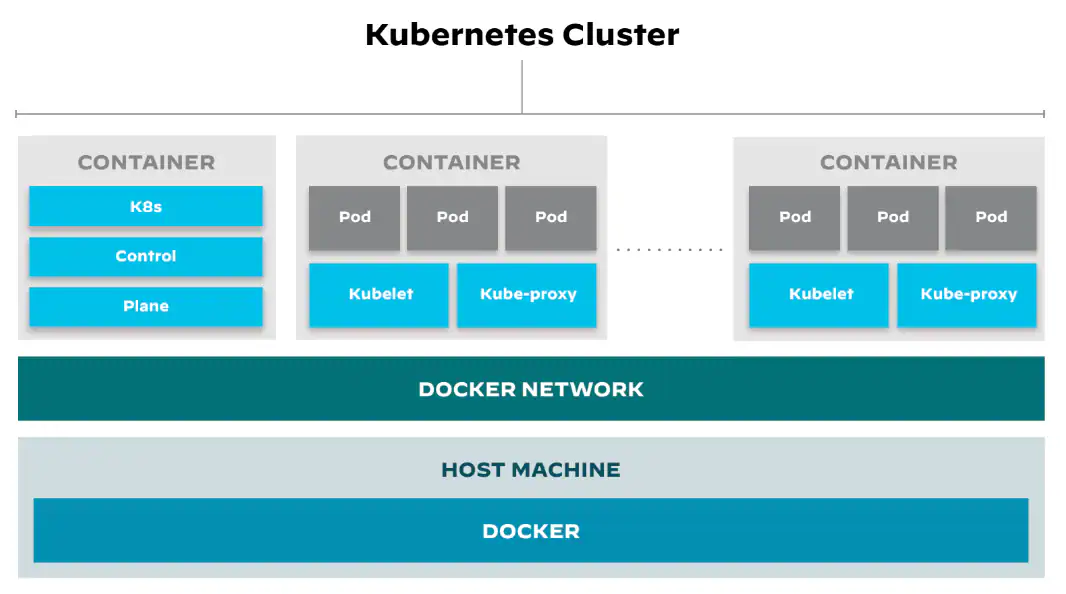 Kubernetes Cluster
CONTAINER
K8s
Control
Plane
CONTAINER
Pod Pod Pod
Kubelet Kube-proxy
CONTAINER
Pod Pod Pod
Kubelet Kube-proxy
DOCKER NETWORK
HOST MACHINE
DOCKER